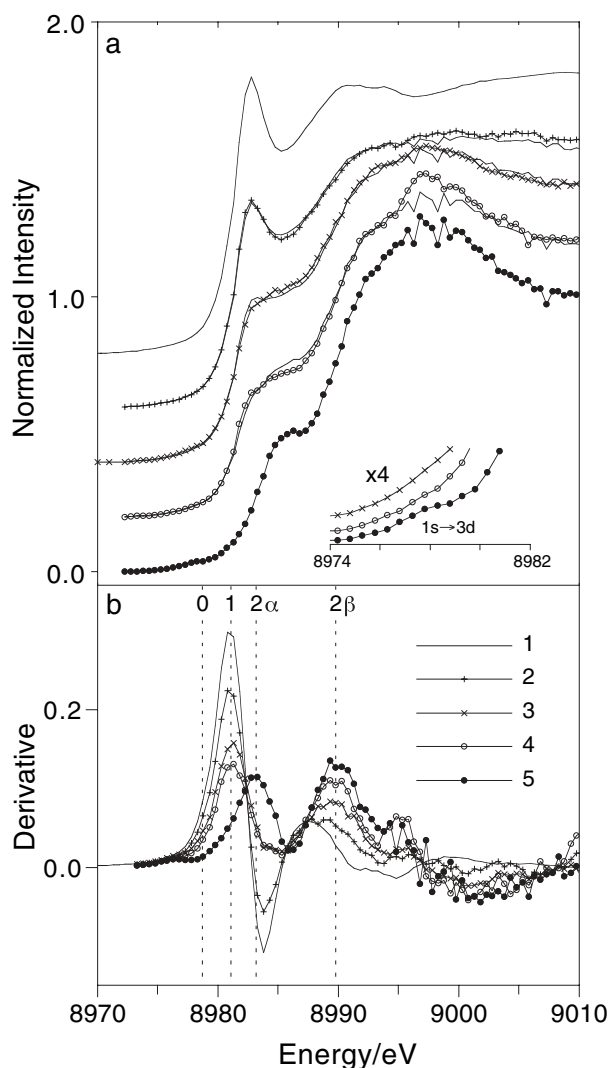 2.0
a
1.0
0.0
Normalized Intensity
x4
1s→3d
8974 8982
b
0 1 2α 2β
1
2
3
4
5
0.2
0.0
Derivative
8970 8980 8990 9000 9010
Energy/eV